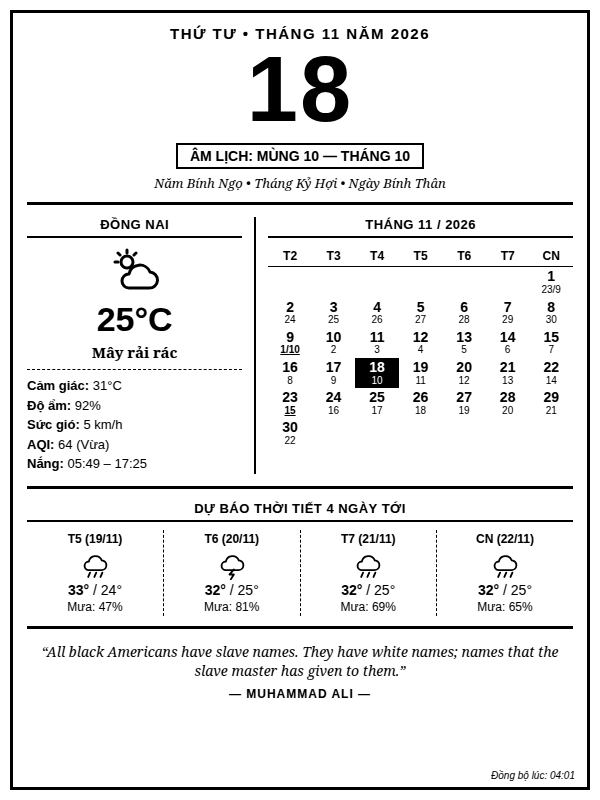 THỨ TƯ • THÁNG 11 NĂM 2026
18
ÂM LỊCH: MÙNG 10 — THÁNG 10
Năm Bính Ngọ • Tháng Kỷ Hợi • Ngày Bính Thân
ĐỒNG NAI
25°C
Mây rải rác
Cảm giác: 31°C
Độ ẩm: 92%
Sức gió: 5 km/h
AQI: 64 (Vừa)
Nắng: 05:49 – 17:25
THÁNG 11 / 2026
T2 T3 T4 T5 T6 T7 CN
1
23/9
2 3 4 5 6 7 8
24 25 26 27 28 29 30
9 10 11 12 13 14 15
1/10 2 3 4 5 6 7
16 17 18 19 20 21 22
8 9 10 11 12 13 14
23 24 25 26 27 28 29
15 16 17 18 19 20 21
30
22
DỰ BÁO THỜI TIẾT 4 NGÀY TỚI
T5 (19/11) T6 (20/11) T7 (21/11) CN (22/11)
33° / 24° 32° / 25° 32° / 25° 32° / 25°
Mưa: 47% Mưa: 81% Mưa: 69% Mưa: 65%
“All black Americans have slave names. They have white names; names that the
slave master has given to them.”
— MUHAMMAD ALI —
Đồng bộ lúc: 04:01